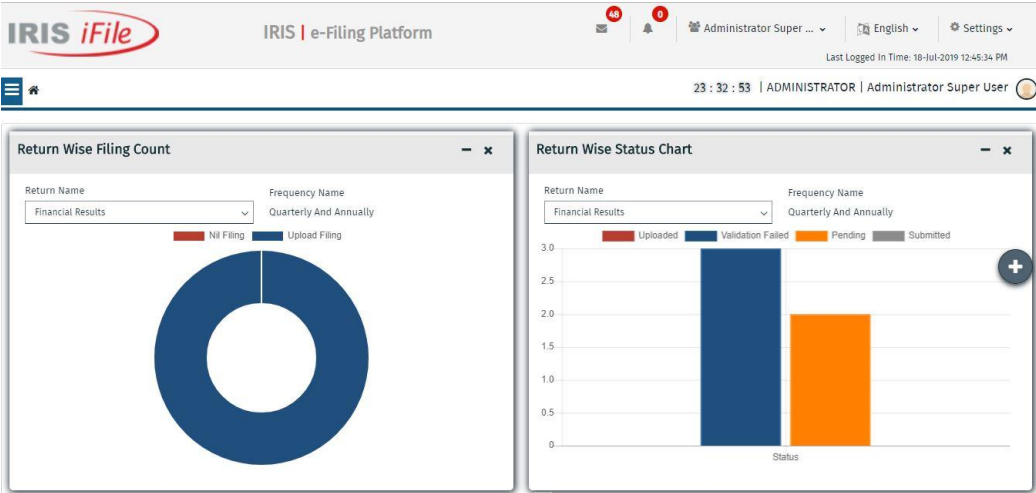 IRIS iFile
IRIS | e-Filing Platform
48
0
Administrator Super ...
English
Settings
Last Logged In Time: 18-Jul-2019 12:45:34 PM
23 : 32 : 53 | ADMINISTRATOR | Administrator Super User
Return Wise Filing Count
Return Name
Frequency Name
Financial Results
Quarterly And Annually
Nil Filing
Upload Filing
Return Wise Status Chart
Return Name
Frequency Name
Financial Results
Quarterly And Annually
Uploaded
Validation Failed
Pending
Submitted
3.0
2.5
2.0
1.5
1.0
0.5
0
Status